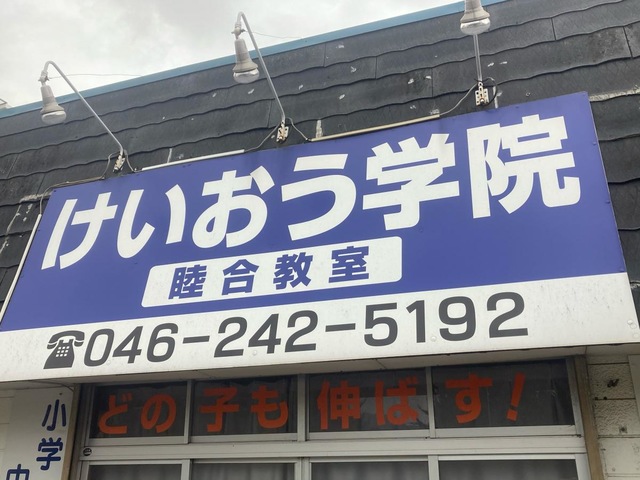 けいおう学院
睦合教室
☎046-242-5192
どの子も伸ばす!
小学
中